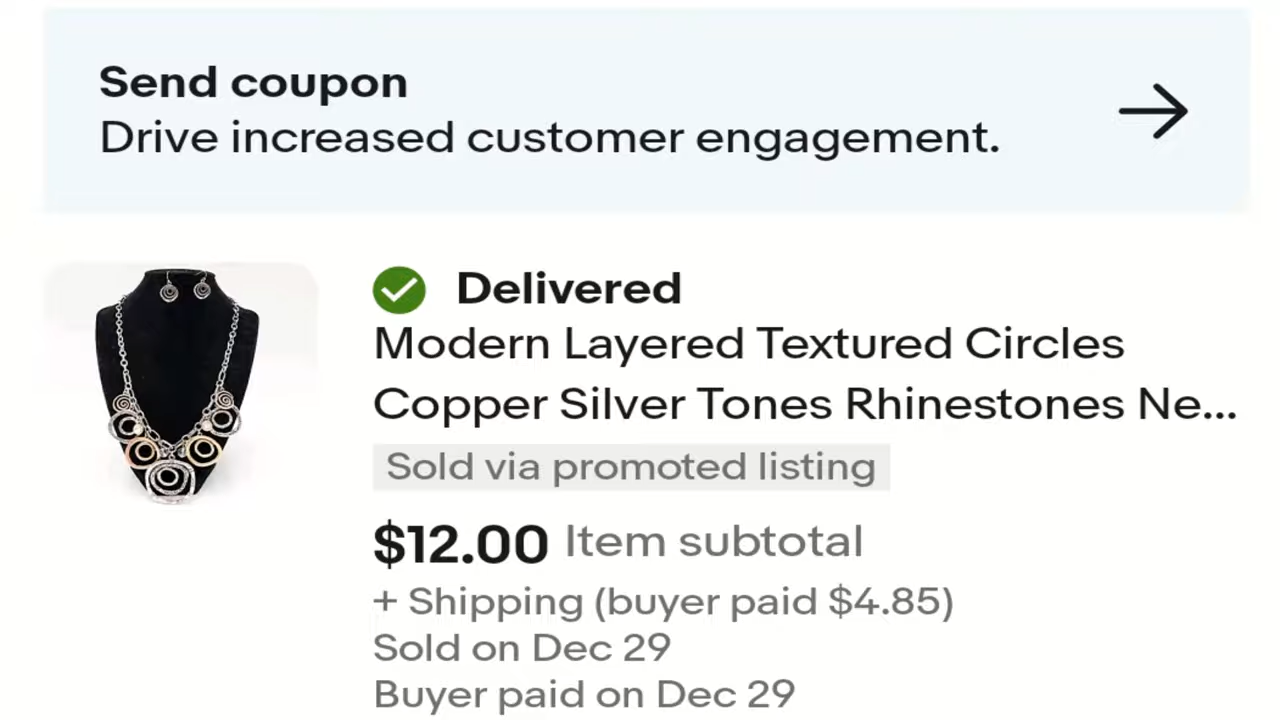 Send coupon
Drive increased customer engagement.
Delivered
Modern Layered Textured Circles
Copper Silver Tones Rhinestones Ne...
Sold via promoted listing
$12.00 Item subtotal
+ Shipping (buyer paid $4.85)
Sold on Dec 29
Buyer paid on Dec 29